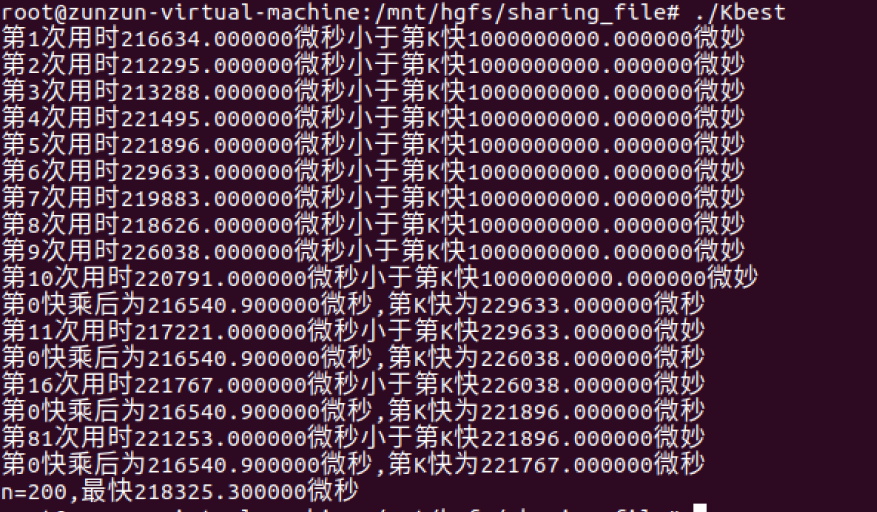 root@zunzun-virtual-machine:/mnt/hgfs/sharing_file# ./Kbest
第1次用时216634.000000微秒小于第K快1000000000.000000微妙
第2次用时212295.000000微秒小于第K快1000000000.000000微妙
第3次用时213288.000000微秒小于第K快1000000000.000000微妙
第4次用时221495.000000微秒小于第K快1000000000.000000微妙
第5次用时221896.000000微秒小于第K快1000000000.000000微妙
第6次用时229633.000000微秒小于第K快1000000000.000000微妙
第7次用时219883.000000微秒小于第K快1000000000.000000微妙
第8次用时218626.000000微秒小于第K快1000000000.000000微妙
第9次用时226038.000000微秒小于第K快1000000000.000000微妙
第10次用时220791.000000微秒小于第K快1000000000.000000微妙
第0快乘后为216540.900000微秒,第K快为229633.000000微秒
第11次用时217221.000000微秒小于第K快229633.000000微妙
第0快乘后为216540.900000微秒,第K快为226038.000000微秒
第16次用时221767.000000微秒小于第K快226038.000000微妙
第0快乘后为216540.900000微秒,第K快为221896.000000微秒
第81次用时221253.000000微秒小于第K快221896.000000微妙
第0快乘后为216540.900000微秒,第K快为221767.000000微秒
n=200,最快218325.300000微秒